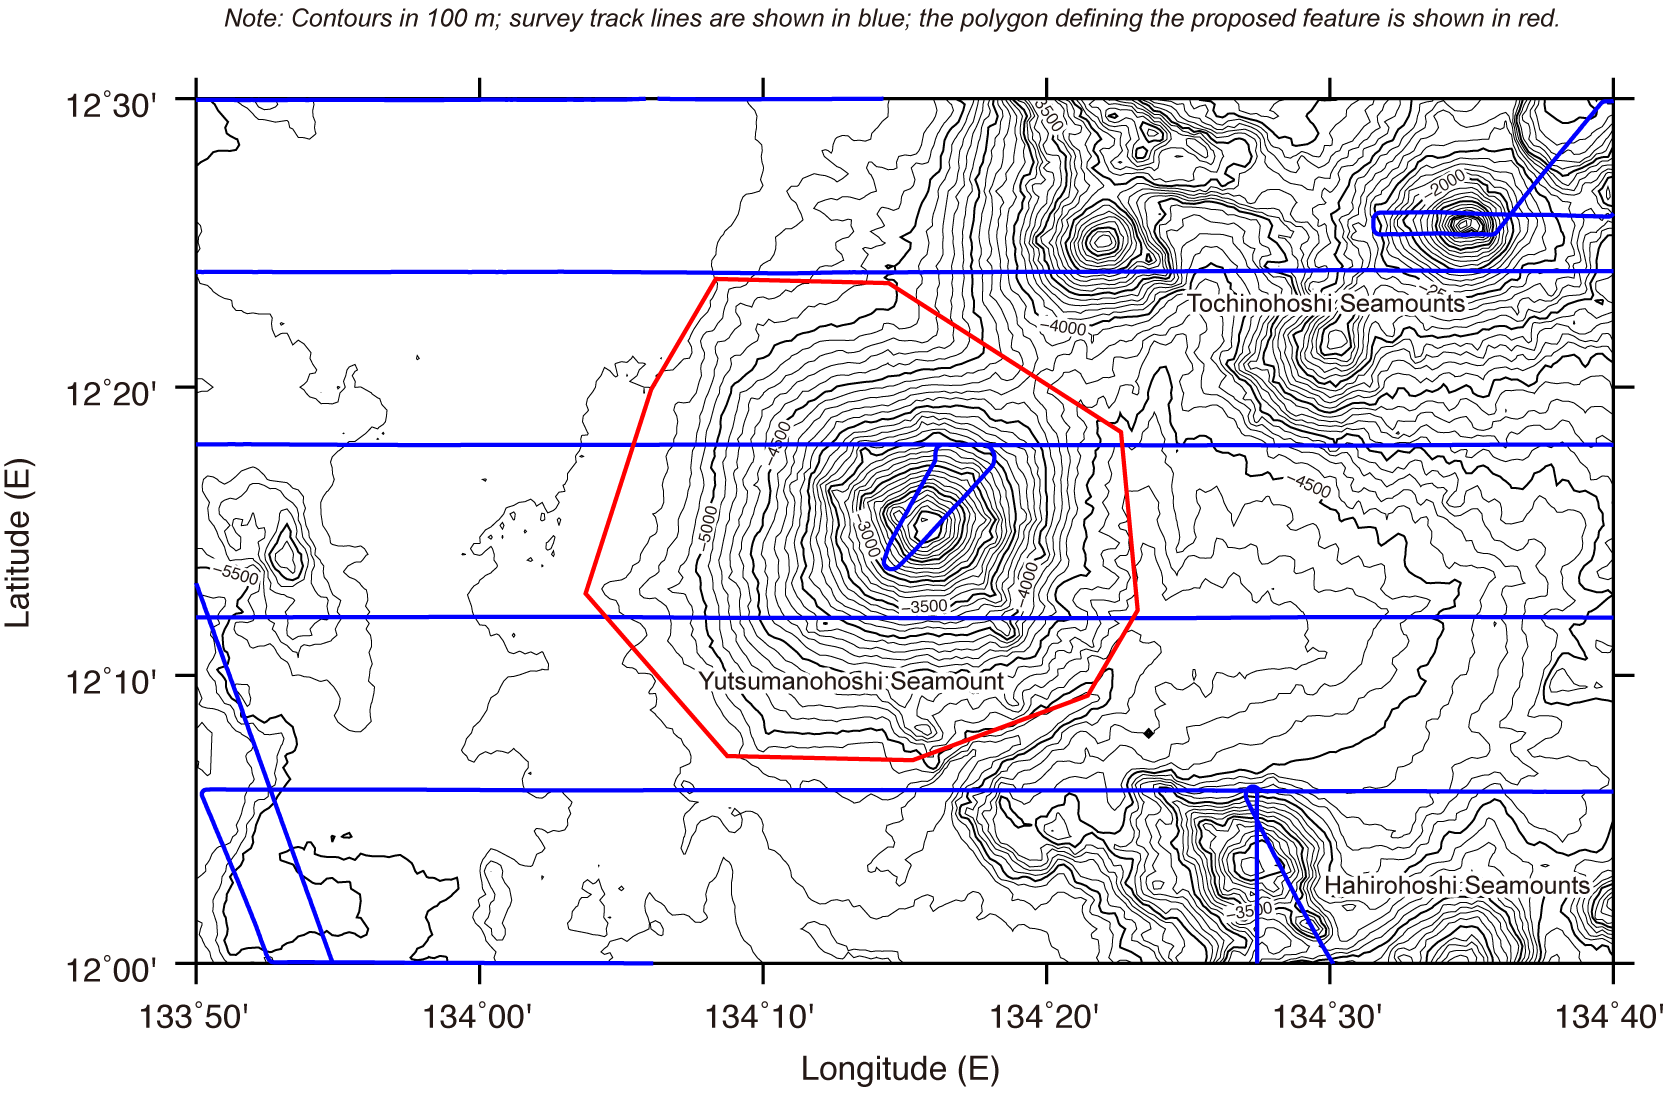 Note: Contours in 100 m; survey track lines are shown in blue; the polygon defining the proposed feature is shown in red.
12°30'
-3500
-2000
Tochinohoshi Seamounts
-4000
12°20'
-4500
-4500
-5000
-3000
Latitude (E)
-5500
-4000
-3500
12°10'
Yutsumanohoshi Seamount
Hahirohoshi Seamounts
-3500
12°00'
133°50' 134°00' 134°10' 134°20' 134°30' 134°40'
Longitude (E)